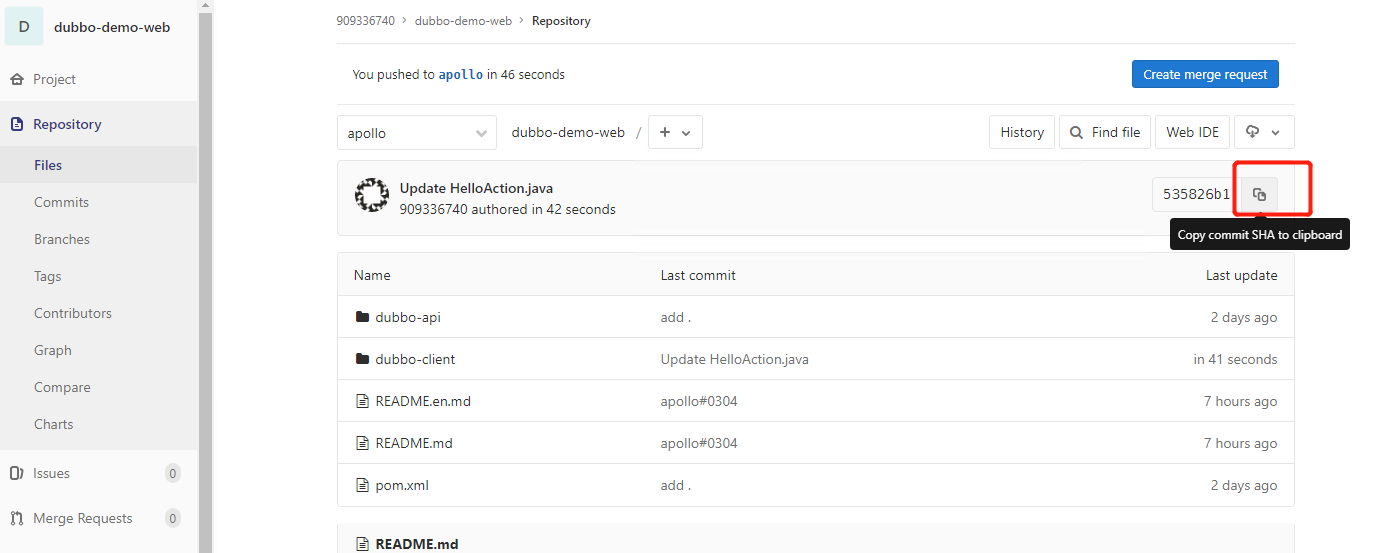 D dubbo-demo-web
Project
Repository
Files
Commits
Branches
Tags
Contributors
Graph
Compare
Charts
Issues 0
Merge Requests 0
909336740 > dubbo-demo-web > Repository
You pushed to apollo in 46 seconds Create merge request
apollo dubbo-demo-web / + History Find file Web IDE
Update HelloAction.java
909336740 authored in 42 seconds
535826b1
Copy commit SHA to clipboard
Name Last commit Last update
dubbo-api add . 2 days ago
dubbo-client Update HelloAction.java in 41 seconds
README.en.md apollo#0304 7 hours ago
README.md apollo#0304 7 hours ago
pom.xml add . 2 days ago
README.md